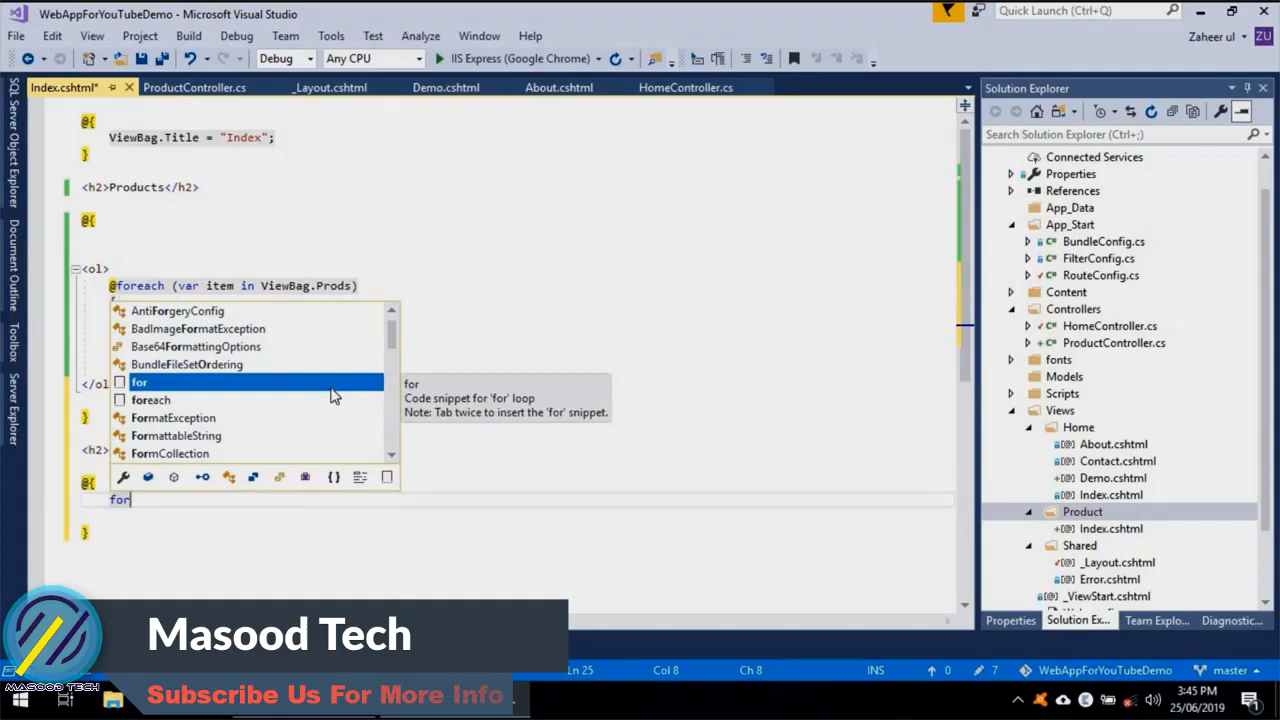 WebAppForYouTubeDemo - Microsoft Visual Studio
Quick Launch (Ctrl+Q)
File Edit View Project Build Debug Team Tools Test Analyze Window Help
Zaheer ul ZU
Debug Any CPU IIS Express (Google Chrome)
Index.cshtml* ProductController.cs _Layout.cshtml Demo.cshtml About.cshtml HomeController.cs
SQL Server Object Explorer
Document Outline
Toolbox
Server Explorer
@{
ViewBag.Title = "Index";
}
<h2>Products</h2>
@{
<ol>
@foreach (var item in ViewBag.Prods)
{
AntiForgeryConfig
BadImageFormatException
Base64FormattingOptions
BundleFileSetOrdering
for
foreach
FormatException
FormattableString
FormCollection
for
Code snippet for 'for' loop
Note: Tab twice to insert the 'for' snippet.
</ol
}
<h2>
@{
for
}
Solution Explorer
Search Solution Explorer (Ctrl+;)
Connected Services
Properties
References
App_Data
App_Start
BundleConfig.cs
FilterConfig.cs
RouteConfig.cs
Content
Controllers
HomeController.cs
ProductController.cs
fonts
Models
Scripts
Views
Home
About.cshtml
Contact.cshtml
Demo.cshtml
Index.cshtml
Product
Index.cshtml
Shared
_Layout.cshtml
Error.cshtml
_ViewStart.cshtml
Properties Solution Ex... Team Explo... Diagnostic...
Masood Tech
MASOOD TECH
Subscribe Us For More Info
Ln 25 Col 8 Ch 8 INS 0 7 WebAppForYouTubeDemo master
3:45 PM
25/06/2019
1